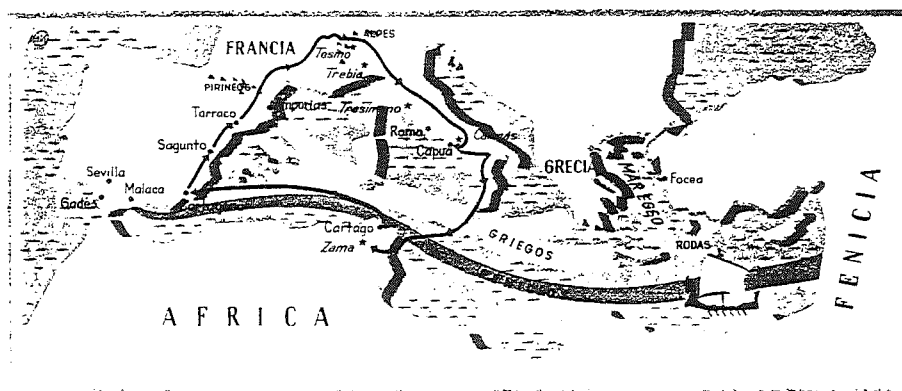 ALPES
FRANCIA
Tesino
Trebia
PIRINEOS
Ampurias
Trasimeno
Tarraco
Roma
Canas
Capua
Sagunto
GRECIA
MAR EGEO
Focea
FENICIA
Sevilla
Malaca
Gades
Cartago
Zama
GRIEGOS
RODAS
AFRICA